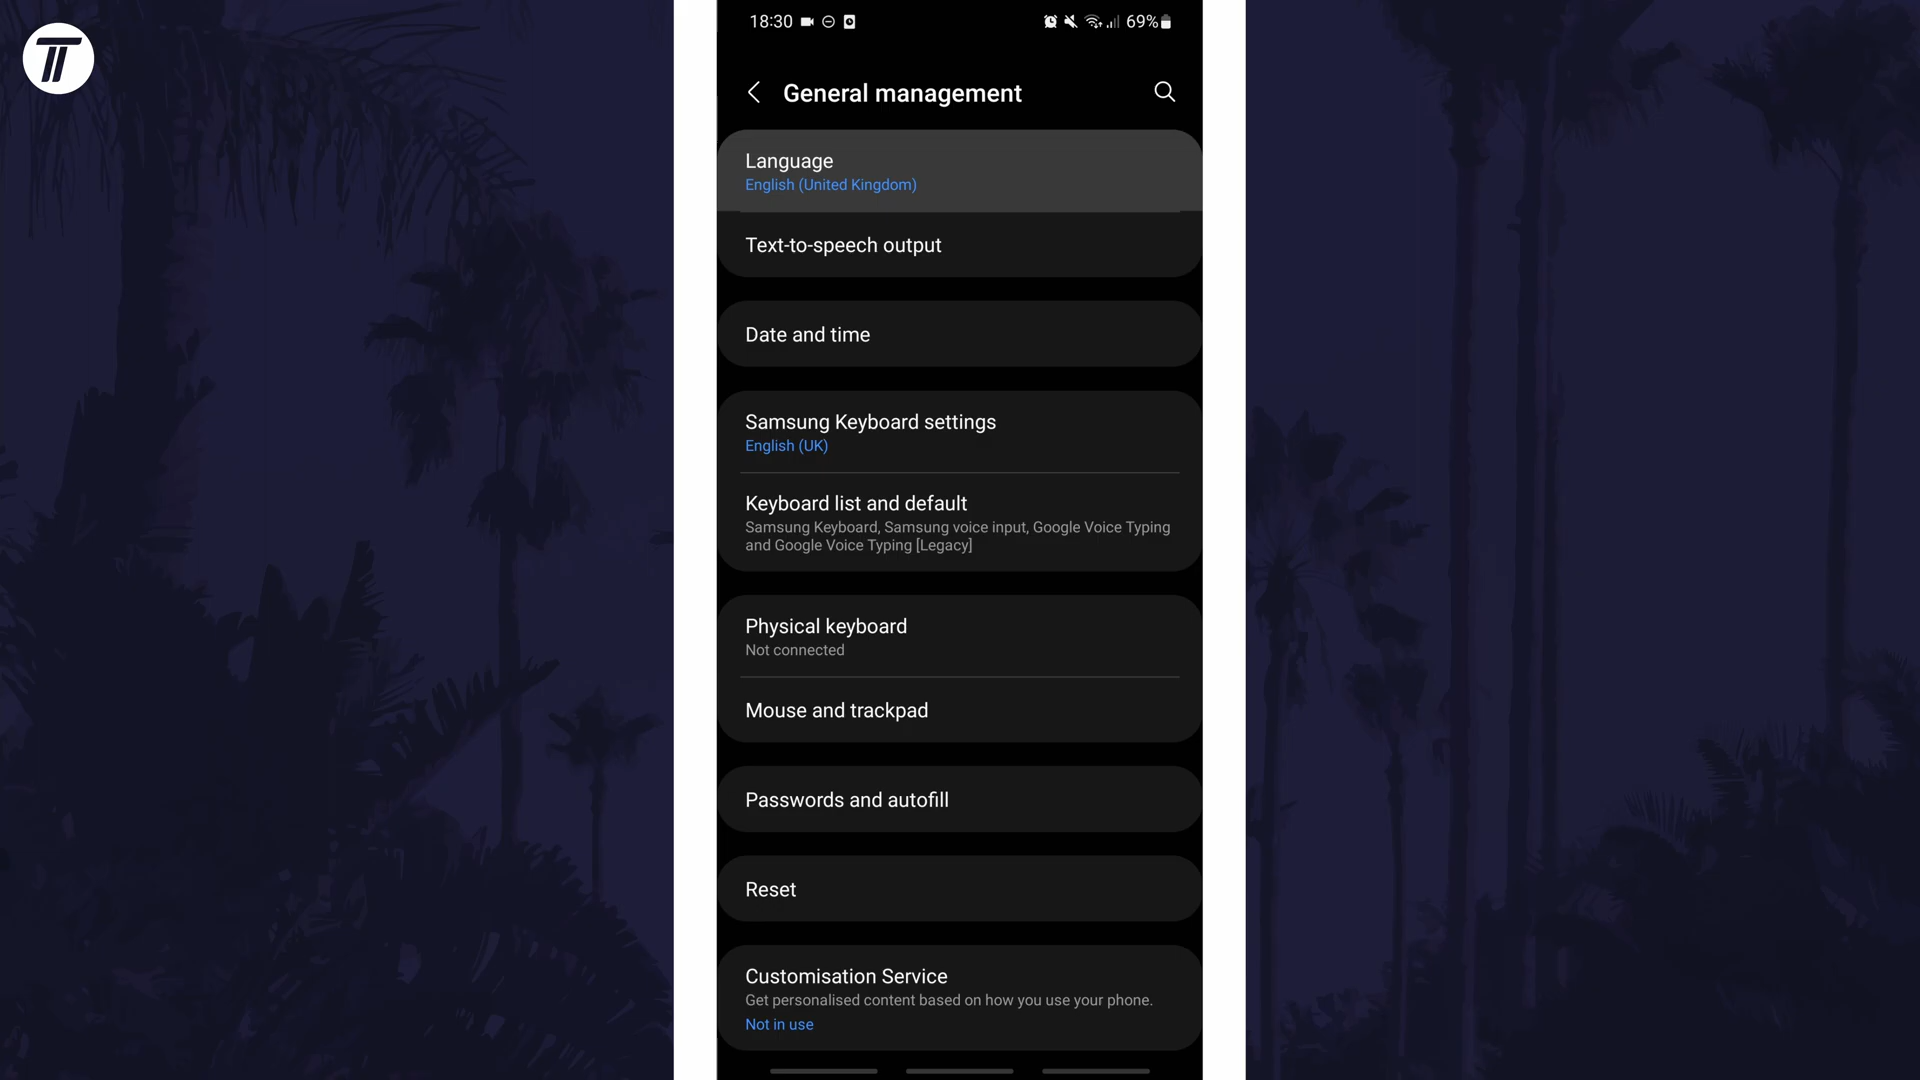 18:30
69%
General management
Language
English (United Kingdom)
Text-to-speech output
Date and time
Samsung Keyboard settings
English (UK)
Keyboard list and default
Samsung Keyboard, Samsung voice input, Google Voice Typing
and Google Voice Typing [Legacy]
Physical keyboard
Not connected
Mouse and trackpad
Passwords and autofill
Reset
Customisation Service
Get personalised content based on how you use your phone.
Not in use